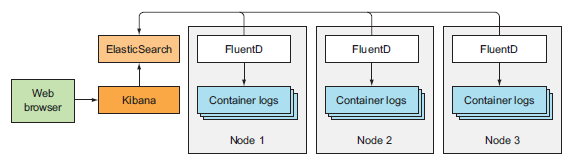 ElasticSearch
FluentD
FluentD
FluentD
Web
browser
Kibana
Container logs
Container logs
Container logs
Node 1
Node 2
Node 3